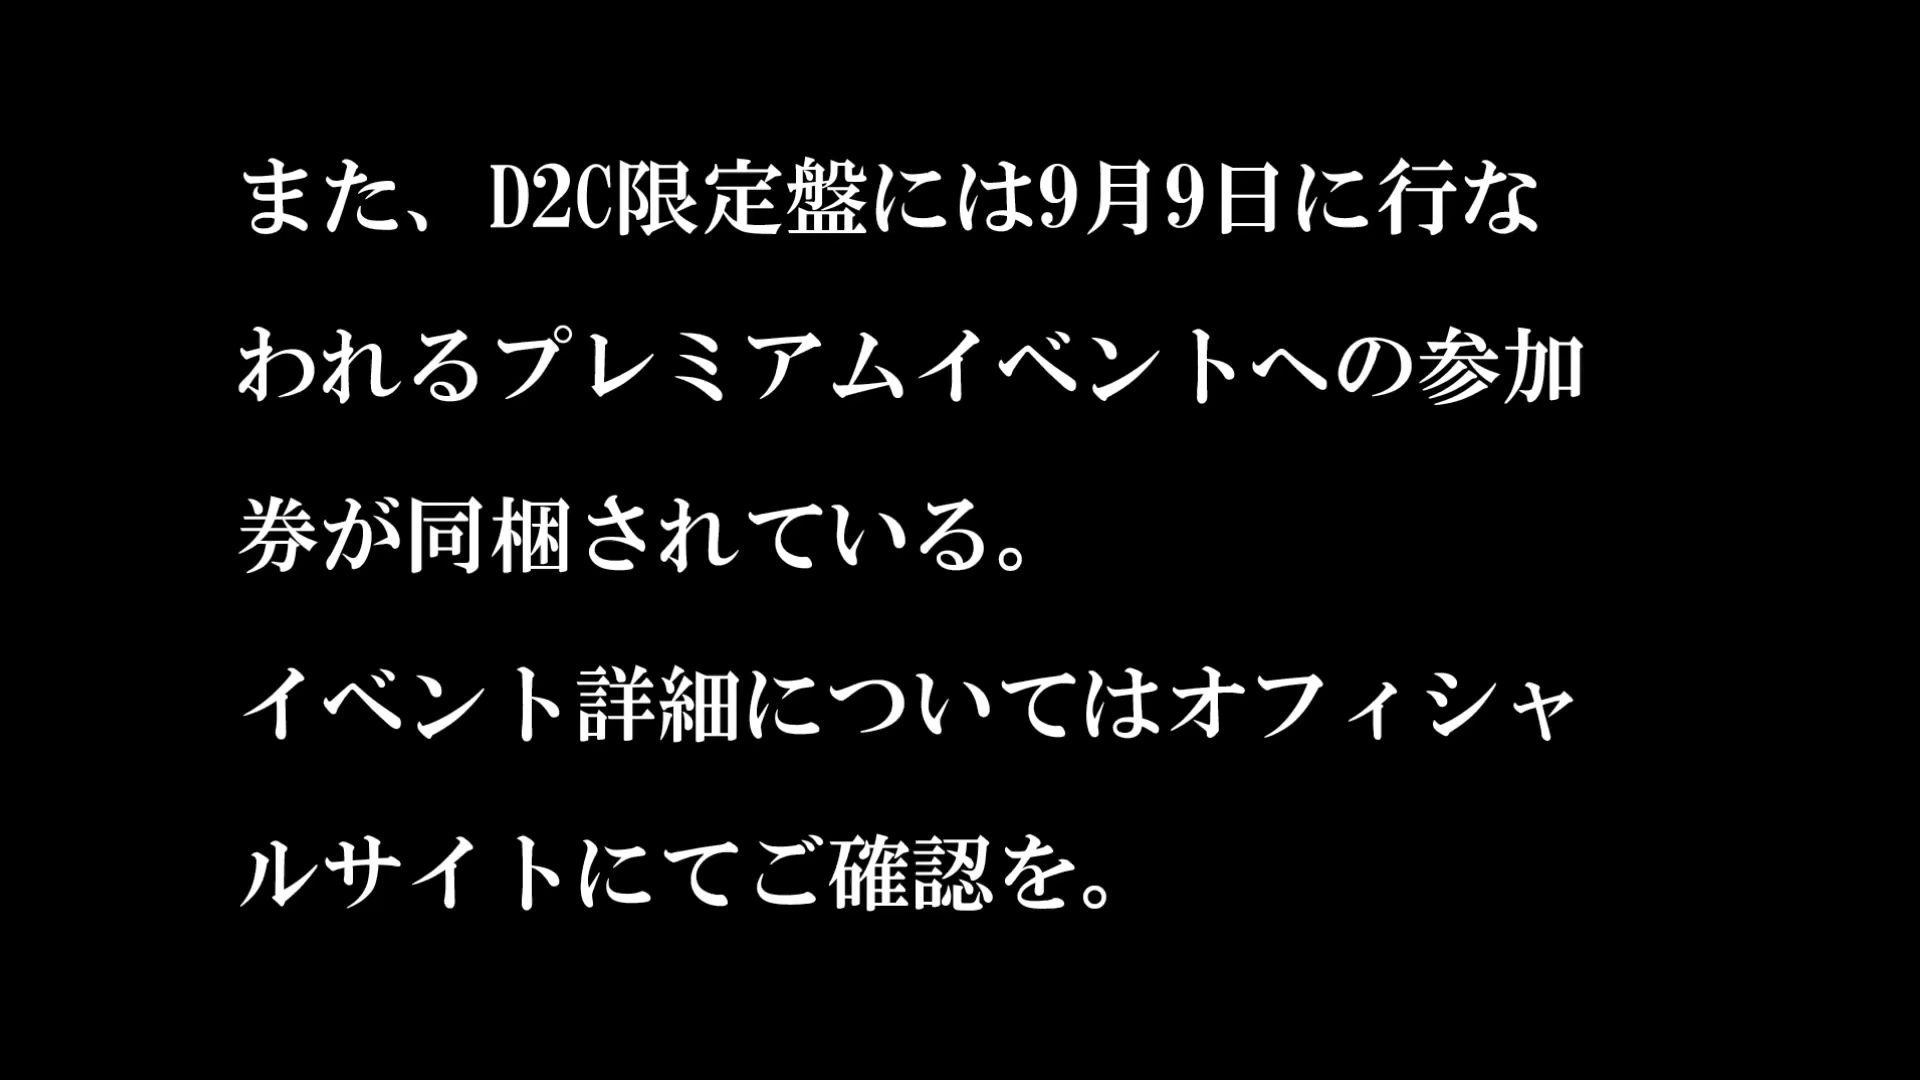 また、D2C限定盤には9月9日に行な
われるプレミアムイベントへの参加
券が同梱されている。
イベント詳細についてはオフィシャ
ルサイトにてご確認を。